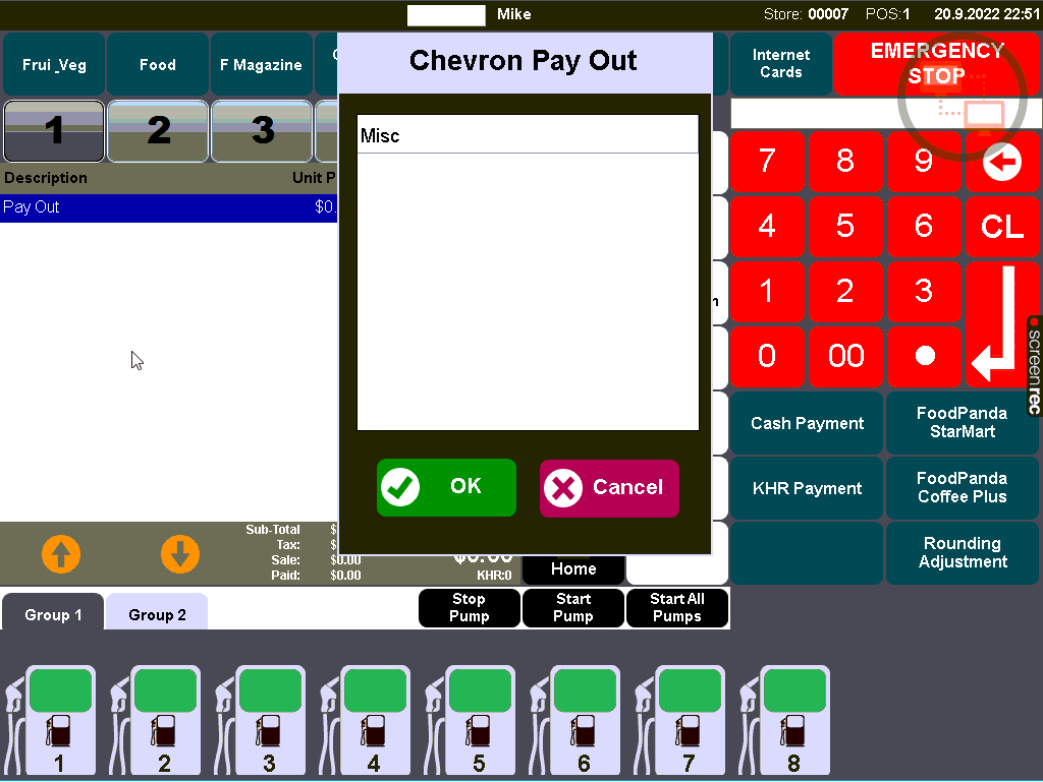 Mike
Store: 00007 POS:1 20.9.2022 22:51
Frui_Veg
Food
F Magazine
Chevron Pay Out
Internet
Cards
EMERGENCY
STOP
1
2
3
Misc
7
8
9
Description
Unit P
Pay Out
$0.
4
5
6
CL
1
2
3
0
00
screenrec
OK
Cancel
Cash Payment
FoodPanda
StarMart
KHR Payment
FoodPanda
Coffee Plus
Rounding
Adjustment
Sub-Total
Tax:
Sale: $0.00
Paid: $0.00
KHR:0
Home
Group 1
Group 2
Stop
Pump
Start
Pump
Start All
Pumps
1
2
3
4
5
6
7
8